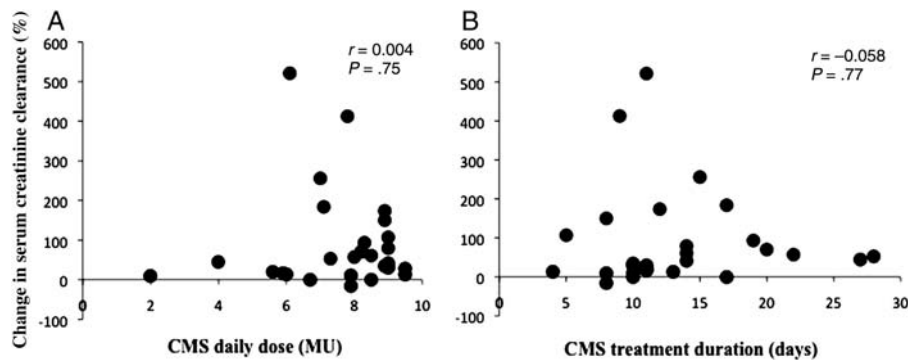 A
Change in serum creatinine clearance (%)
600
500
400
300
200
100
0
-100
r = 0.004
P = .75
0 2 4 6 8 10
CMS daily dose (MU)
B
600
500
400
300
200
100
0
-100
r = –0.058
P = .77
0 5 10 15 20 25 30
CMS treatment duration (days)